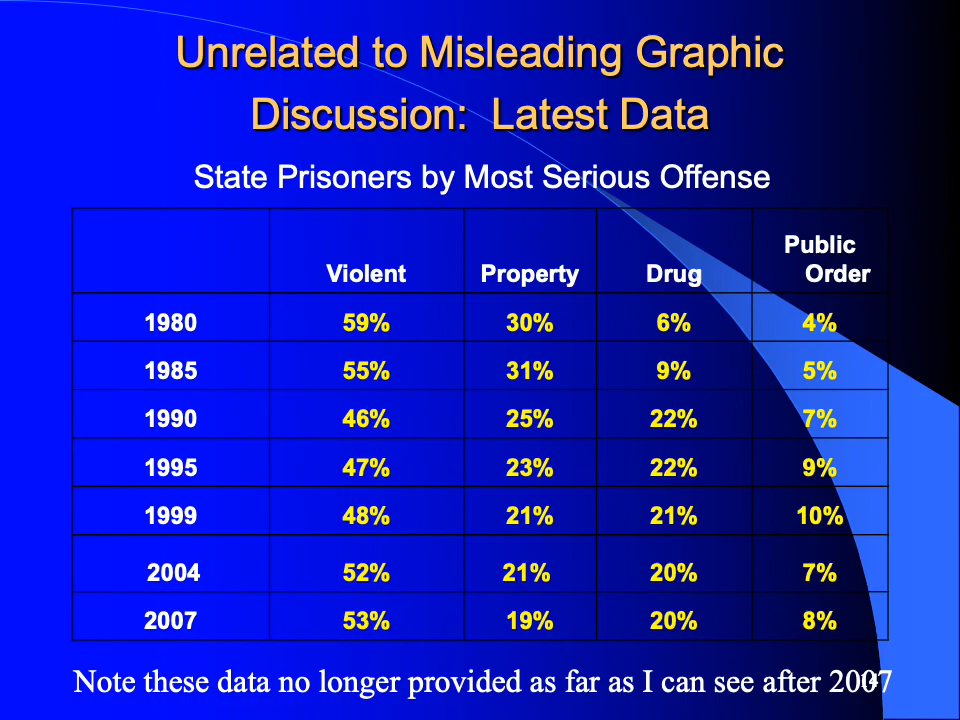 Unrelated to Misleading Graphic
Discussion: Latest Data
State Prisoners by Most Serious Offense
Violent Property Drug Public Order
1980 59% 30% 6% 4%
1985 55% 31% 9% 5%
1990 46% 25% 22% 7%
1995 47% 23% 22% 9%
1999 48% 21% 21% 10%
2004 52% 21% 20% 7%
2007 53% 19% 20% 8%
Note these data no longer provided as far as I can see after 2007